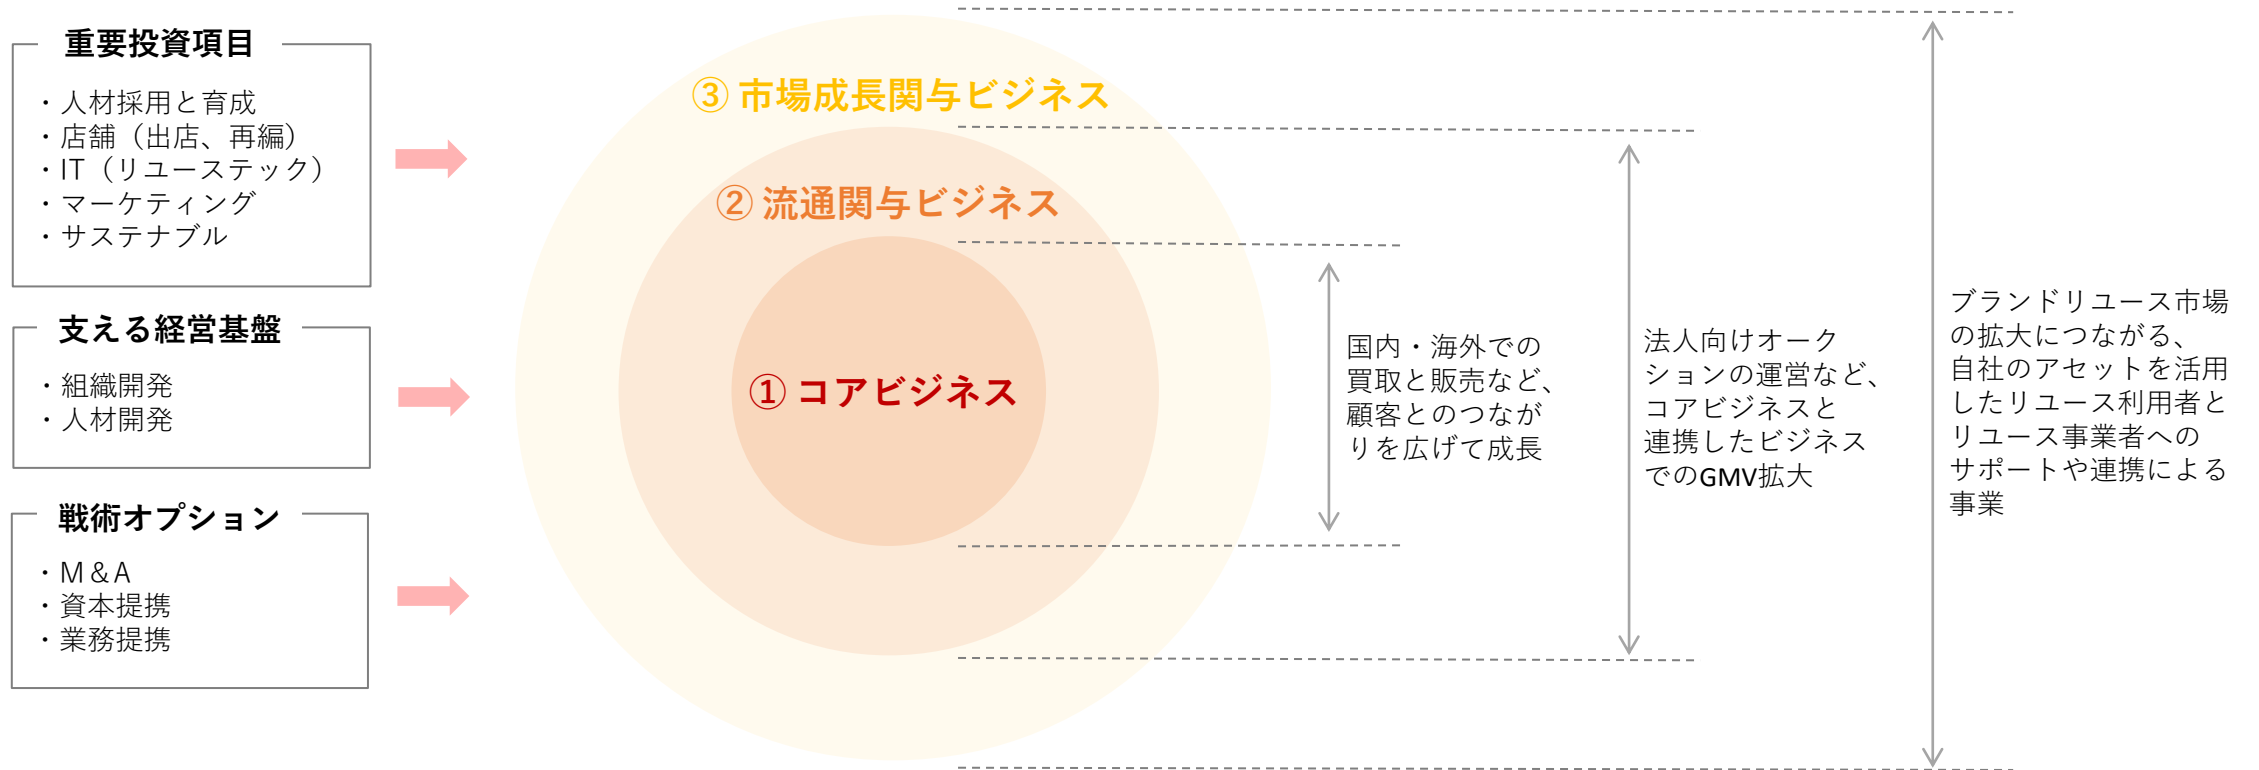 重要投資項目
・人材採用と育成
・店舗（出店、再編）
・IT（リユーステック）
・マーケティング
・サステナブル
支える経営基盤
・組織開発
・人材開発
戦術オプション
・M＆A
・資本提携
・業務提携
③ 市場成長関与ビジネス
② 流通関与ビジネス
① コアビジネス
国内・海外での
買取と販売など、
顧客とのつなが
りを広げて成長
法人向けオーク
ションの運営など、
コアビジネスと
連携したビジネス
でのGMV拡大
ブランドリユース市場
の拡大につながる、
自社のアセットを活用
したリユース利用者と
リユース事業者への
サポートや連携による
事業